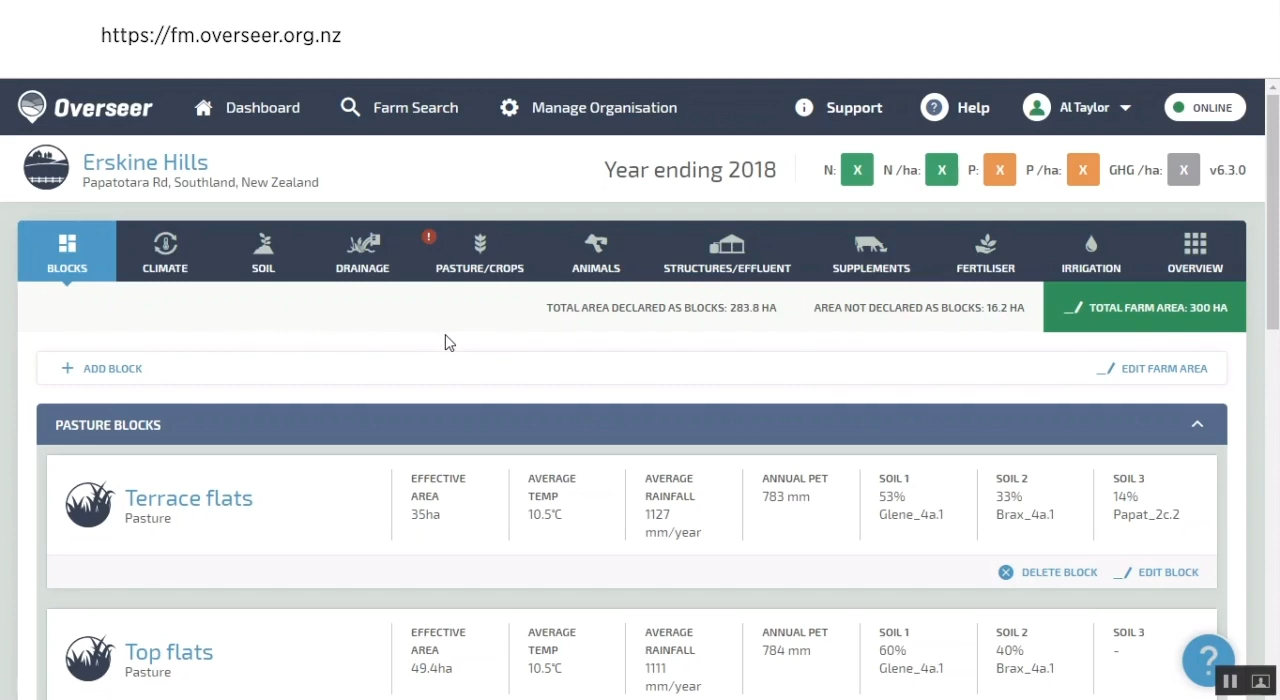 https://fm.overseer.org.nz
Overseer Dashboard Farm Search Manage Organisation Support ? Help Al Taylor ONLINE
Erskine Hills
Papatotara Rd, Southland, New Zealand
Year ending 2018 N: X N /ha: X P: X P /ha: X GHG /ha: X v6.3.0
BLOCKS CLIMATE SOIL DRAINAGE ! PASTURE/CROPS ANIMALS STRUCTURES/EFFLUENT SUPPLEMENTS FERTILISER IRRIGATION OVERVIEW
TOTAL AREA DECLARED AS BLOCKS: 283.8 HA AREA NOT DECLARED AS BLOCKS: 16.2 HA TOTAL FARM AREA: 300 HA
+ ADD BLOCK EDIT FARM AREA
PASTURE BLOCKS
Terrace flats
Pasture
EFFECTIVE
AREA
35ha
AVERAGE
TEMP
10.5℃
AVERAGE
RAINFALL
1127
mm/year
ANNUAL PET
783 mm
SOIL 1
53%
Glene_4a.1
SOIL 2
33%
Brax_4a.1
SOIL 3
14%
Papat_2c.2
DELETE BLOCK EDIT BLOCK
Top flats
Pasture
EFFECTIVE
AREA
49.4ha
AVERAGE
TEMP
10.5℃
AVERAGE
RAINFALL
1111
mm/year
ANNUAL PET
784 mm
SOIL 1
60%
Glene_4a.1
SOIL 2
40%
Brax_4a.1
SOIL 3
-
?